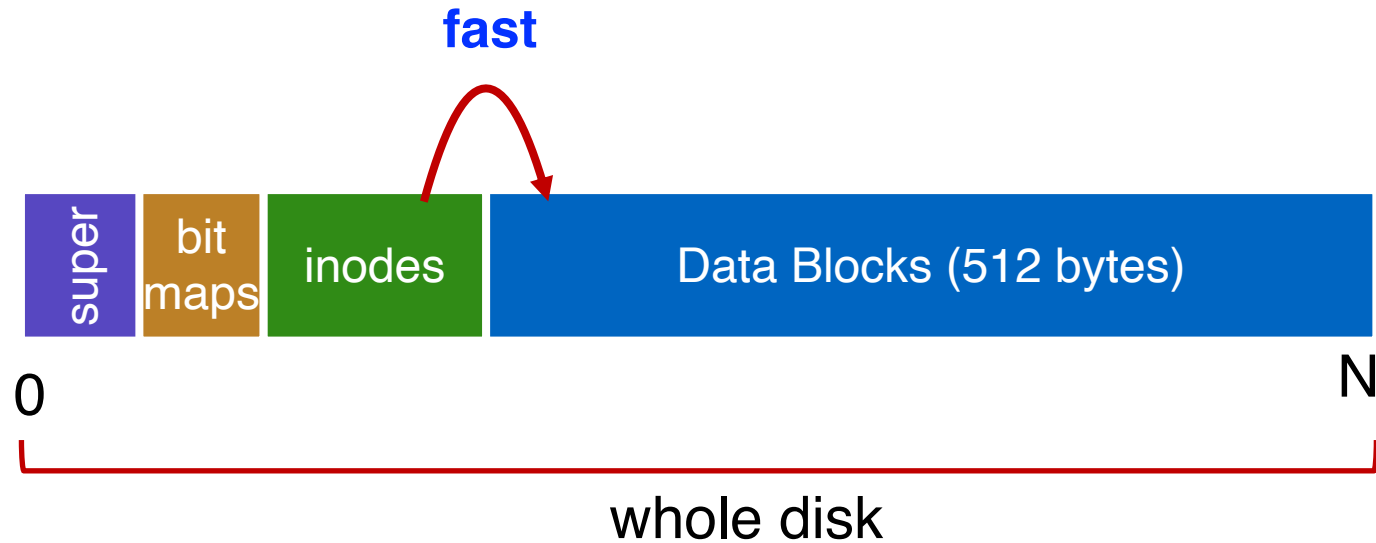 fast
super
bit
maps
inodes
Data Blocks (512 bytes)
0
N
whole disk